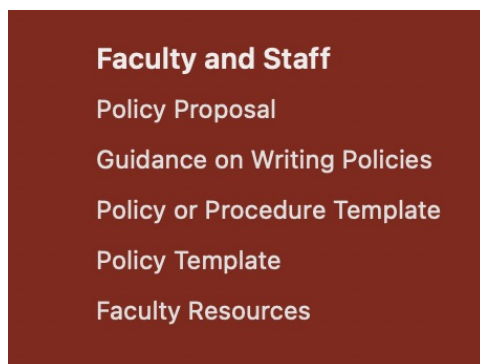 Faculty and Staff
Policy Proposal
Guidance on Writing Policies
Policy or Procedure Template
Policy Template
Faculty Resources